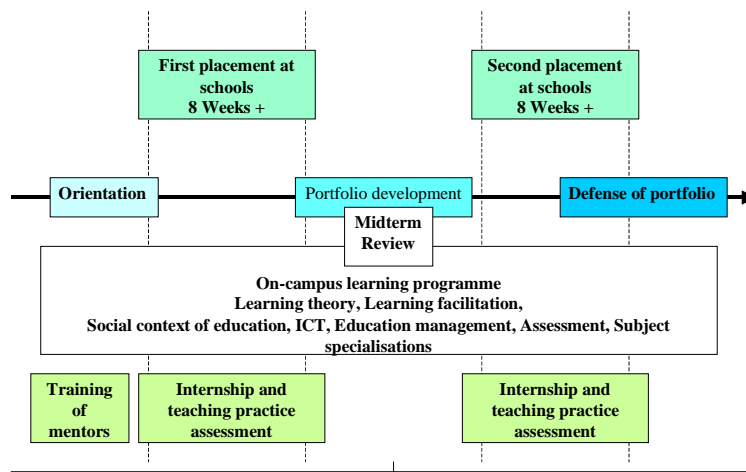 First placement at
schools
8 Weeks +
Second placement
at schools
8 Weeks +
Orientation
Portfolio development
Defense of portfolio
Midterm
Review
On-campus learning programme
Learning theory, Learning facilitation,
Social context of education, ICT, Education management, Assessment, Subject
specialisations
Training
of
mentors
Internship and
teaching practice
assessment
Internship and
teaching practice
assessment